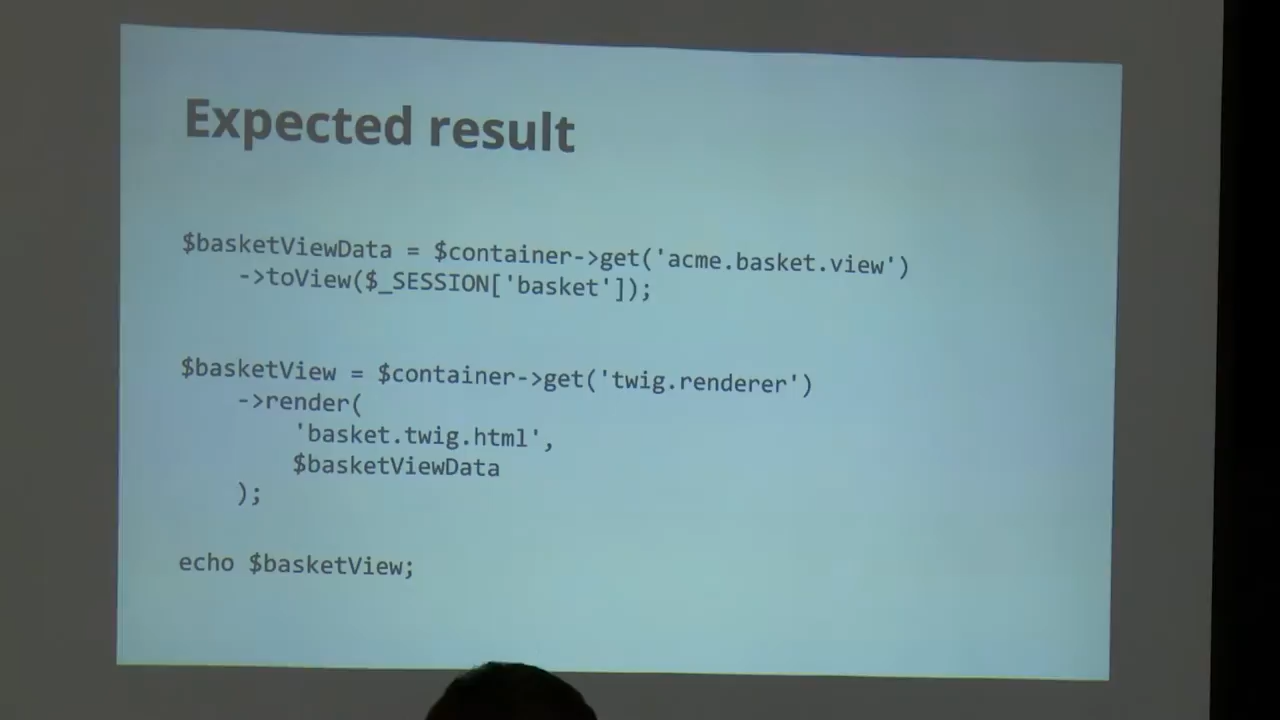 Expected result
$basketViewData = $container->get('acme.basket.view')
->toView($_SESSION['basket']);
$basketView = $container->get('twig.renderer')
->render(
'basket.twig.html',
$basketViewData
);
echo $basketView;